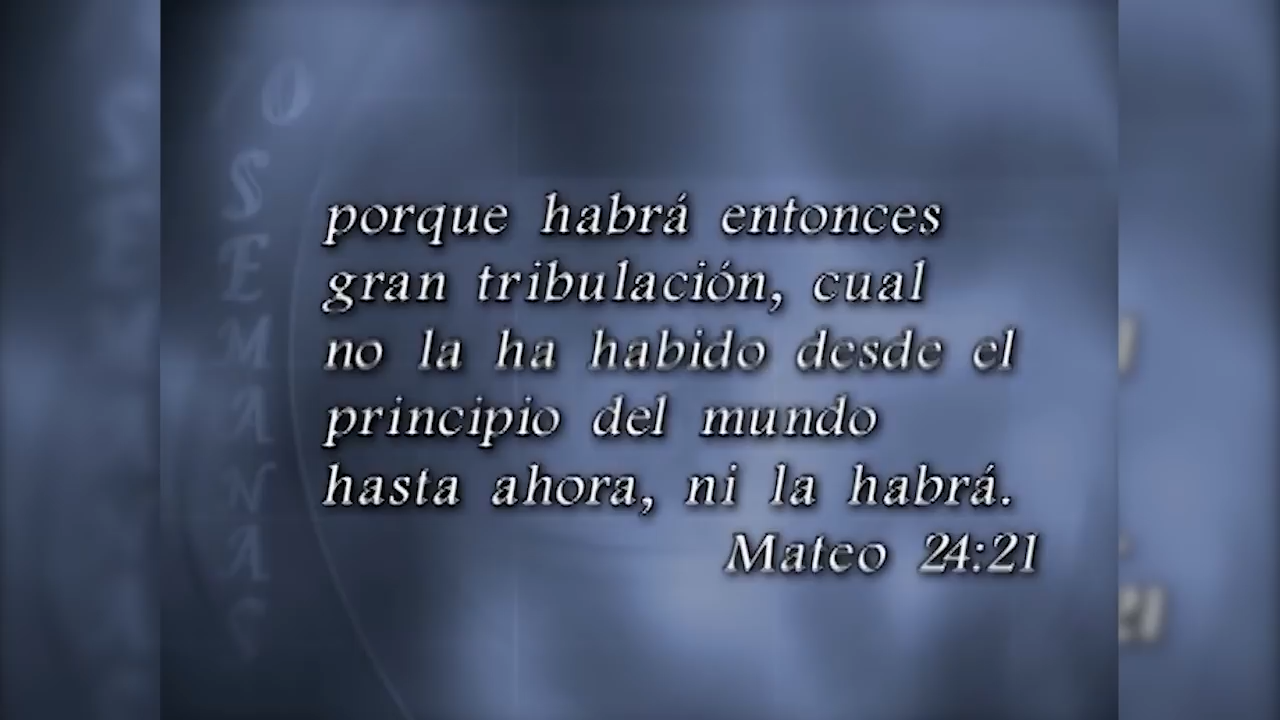 porque habrá entonces
gran tribulación, cual
no la ha habido desde el
principio del mundo
hasta ahora, ni la habrá.
Mateo 24:21
SEMANAS